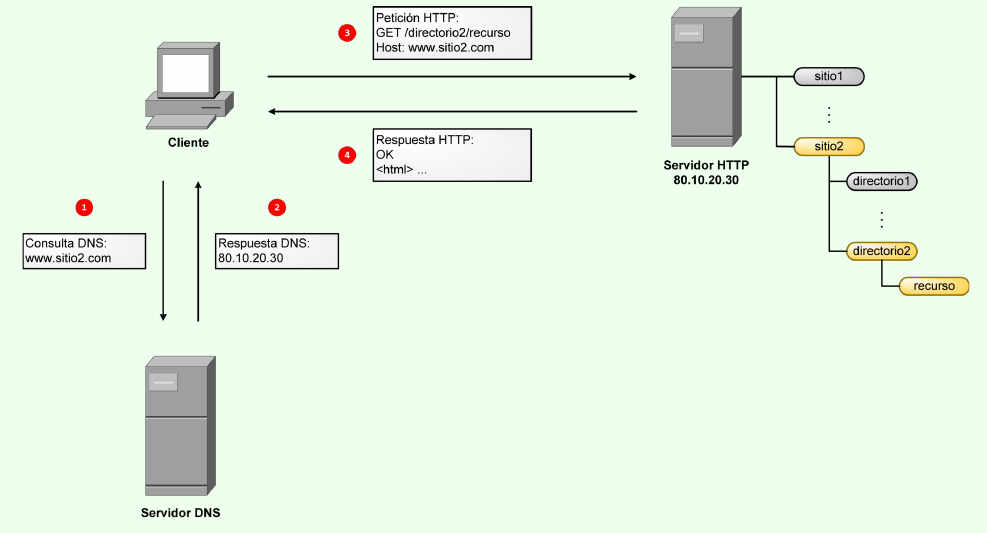 3
Petición HTTP:
GET /directorio2/recurso
Host: www.sitio2.com
Cliente
4
Respuesta HTTP:
OK
<html> ...
Servidor HTTP
80.10.20.30
sitio1
sitio2
directorio1
directorio2
recurso
1
Consulta DNS:
www.sitio2.com
2
Respuesta DNS:
80.10.20.30
Servidor DNS